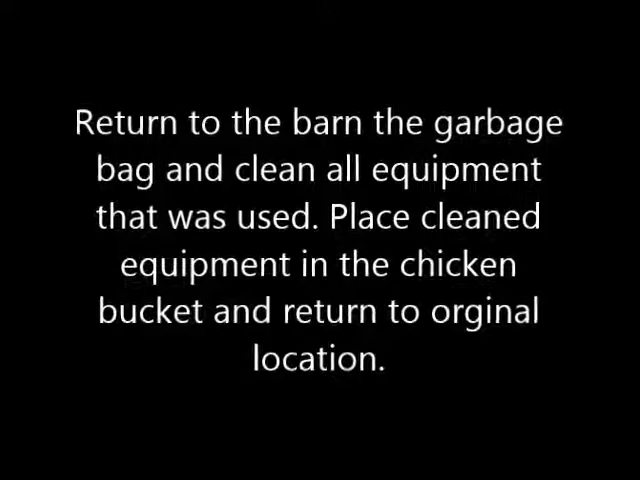 Return to the barn the garbage
bag and clean all equipment
that was used. Place cleaned
equipment in the chicken
bucket and return to orginal
location.